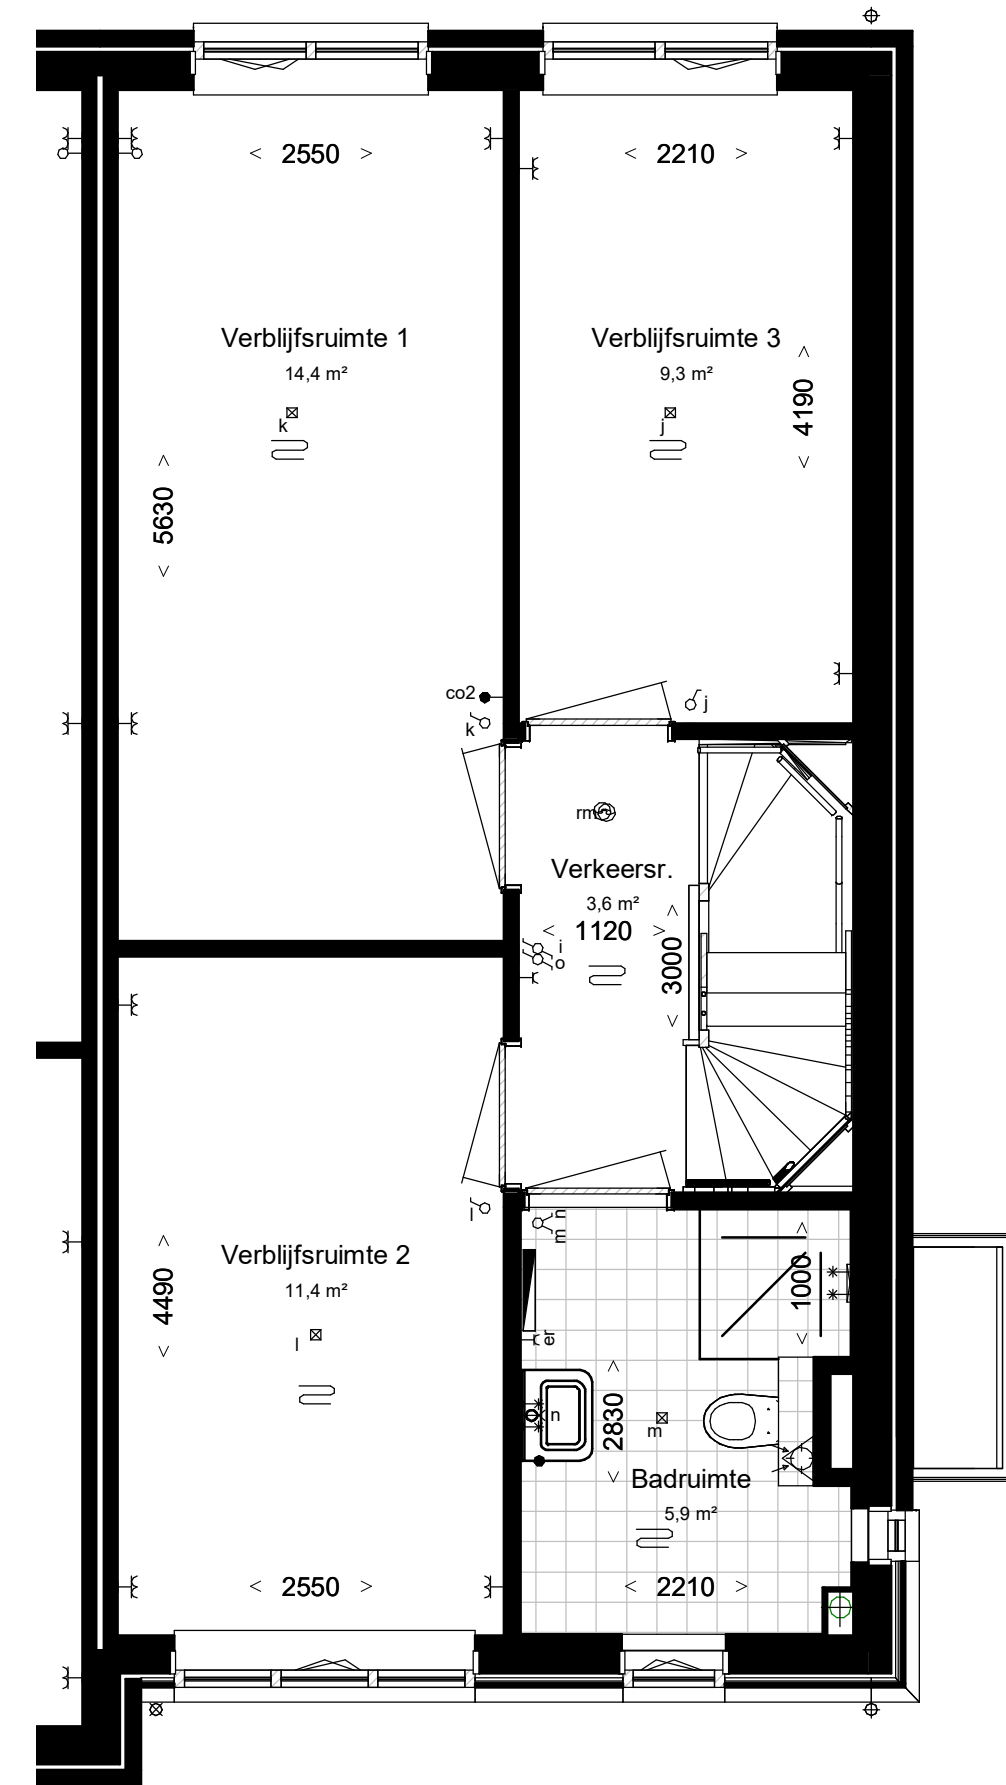 < 2550 >
< 2210 >
Verblijfsruimte 1
14,4 m²
k
Verblijfsruimte 3
9,3 m²
j
< 4190 >
< 5630 >
co2
k
j
rm
Verkeersr.
3,6 m²
< 1120 >
i
o
< 3000 >
l
n
m
Verblijfsruimte 2
11,4 m²
l
< 4490 >
< 1000 >
er
n
< 2830 >
m
Badruimte
5,9 m²
< 2550 >
< 2210 >